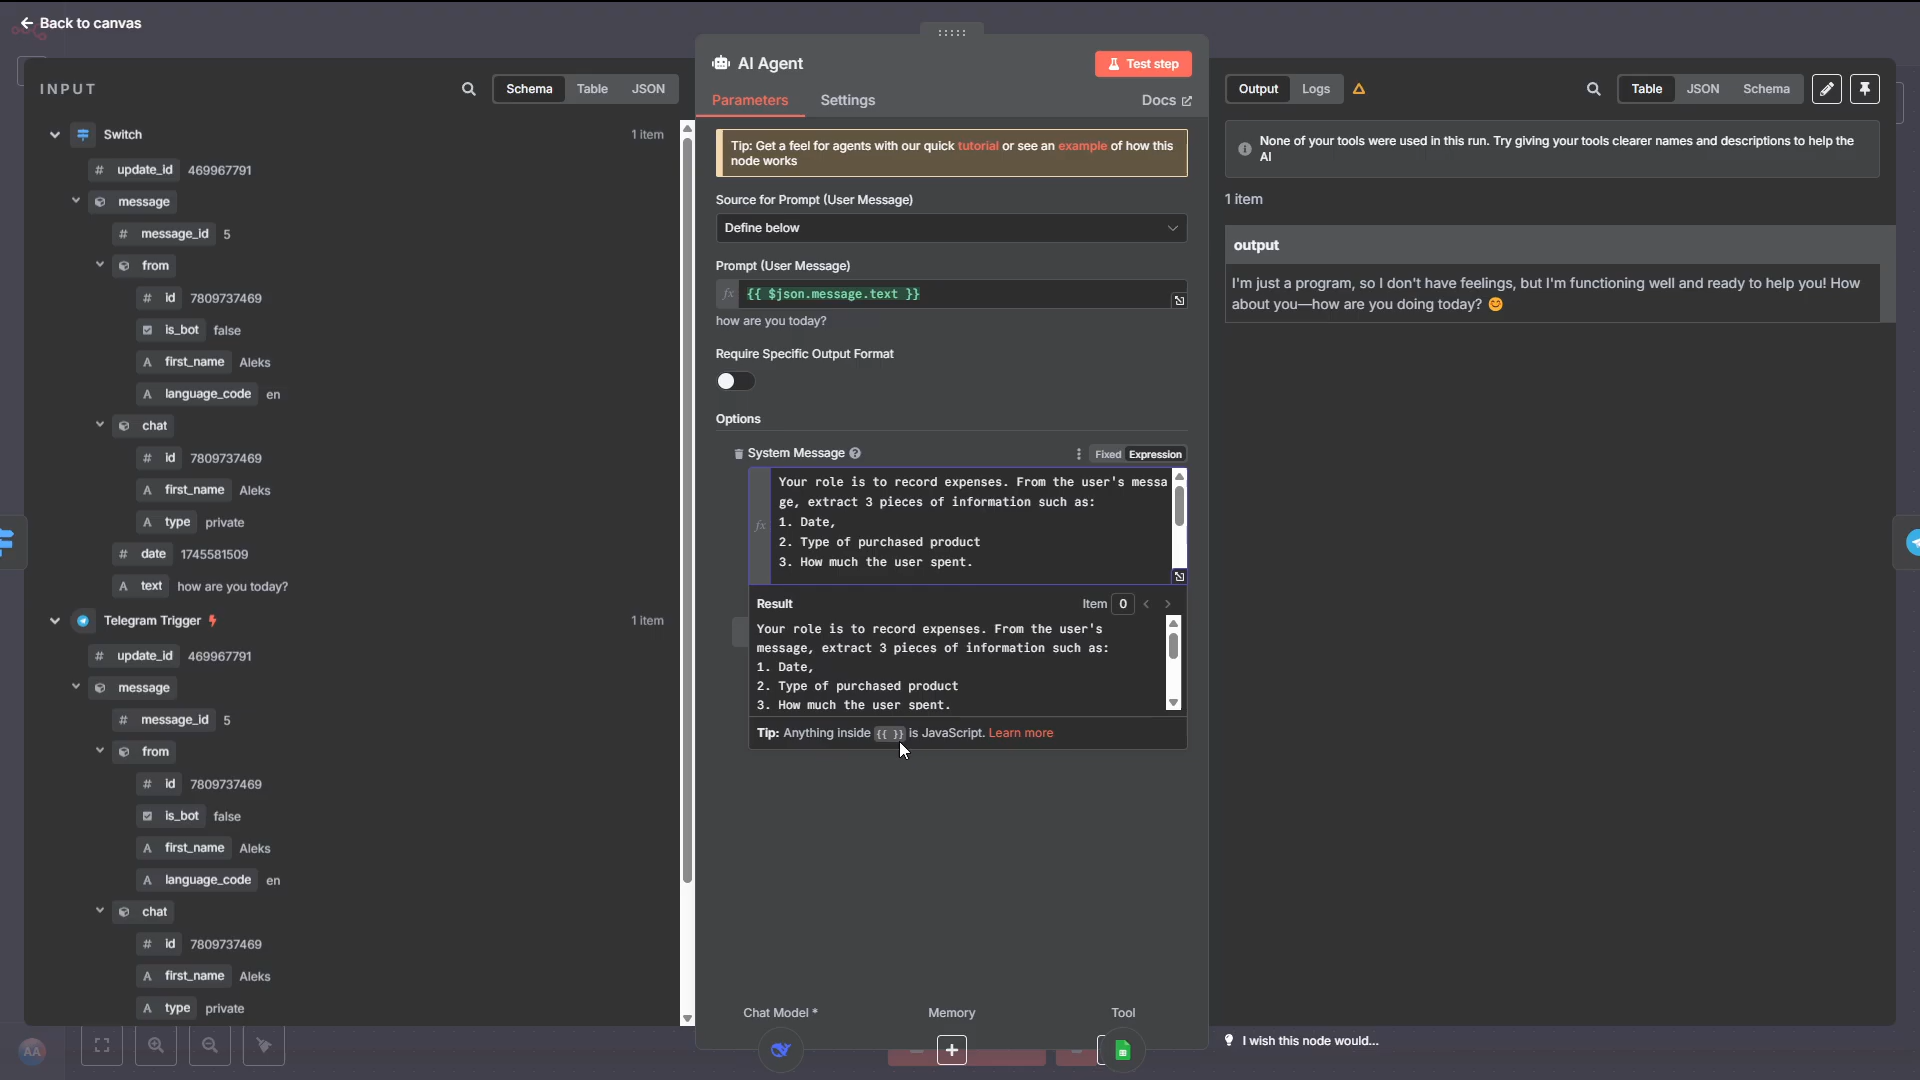 Back to canvas
INPUT
Schema
Table
JSON
Switch
1 item
# update_id 469967791
message
# message_id 5
from
# id 7809737469
is_bot false
A first_name Aleks
A language_code en
chat
# id 7809737469
A first_name Aleks
A type private
# date 1745581509
A text how are you today?
Telegram Trigger
1 item
# update_id 469967791
message
# message_id 5
from
# id 7809737469
is_bot false
A first_name Aleks
A language_code en
chat
# id 7809737469
A first_name Aleks
A type private
AA
AI Agent
Test step
Parameters
Settings
Docs
Tip: Get a feel for agents with our quick tutorial or see an example of how this
node works
Source for Prompt (User Message)
Define below
Prompt (User Message)
fx {{ $json.message.text }}
how are you today?
Require Specific Output Format
Options
System Message
Fixed Expression
fx
Your role is to record expenses. From the user's messa
ge, extract 3 pieces of information such as:
1. Date,
2. Type of purchased product
3. How much the user spent.
Result
Item 0
Your role is to record expenses. From the user's
message, extract 3 pieces of information such as:
1. Date,
2. Type of purchased product
3. How much the user spent.
Tip: Anything inside {{ }} is JavaScript. Learn more
Chat Model *
Memory
Tool
Output
Logs
Table
JSON
Schema
None of your tools were used in this run. Try giving your tools clearer names and descriptions to help the
AI
1 item
output
I'm just a program, so I don't have feelings, but I'm functioning well and ready to help you! How
about you—how are you doing today? 😊
I wish this node would...